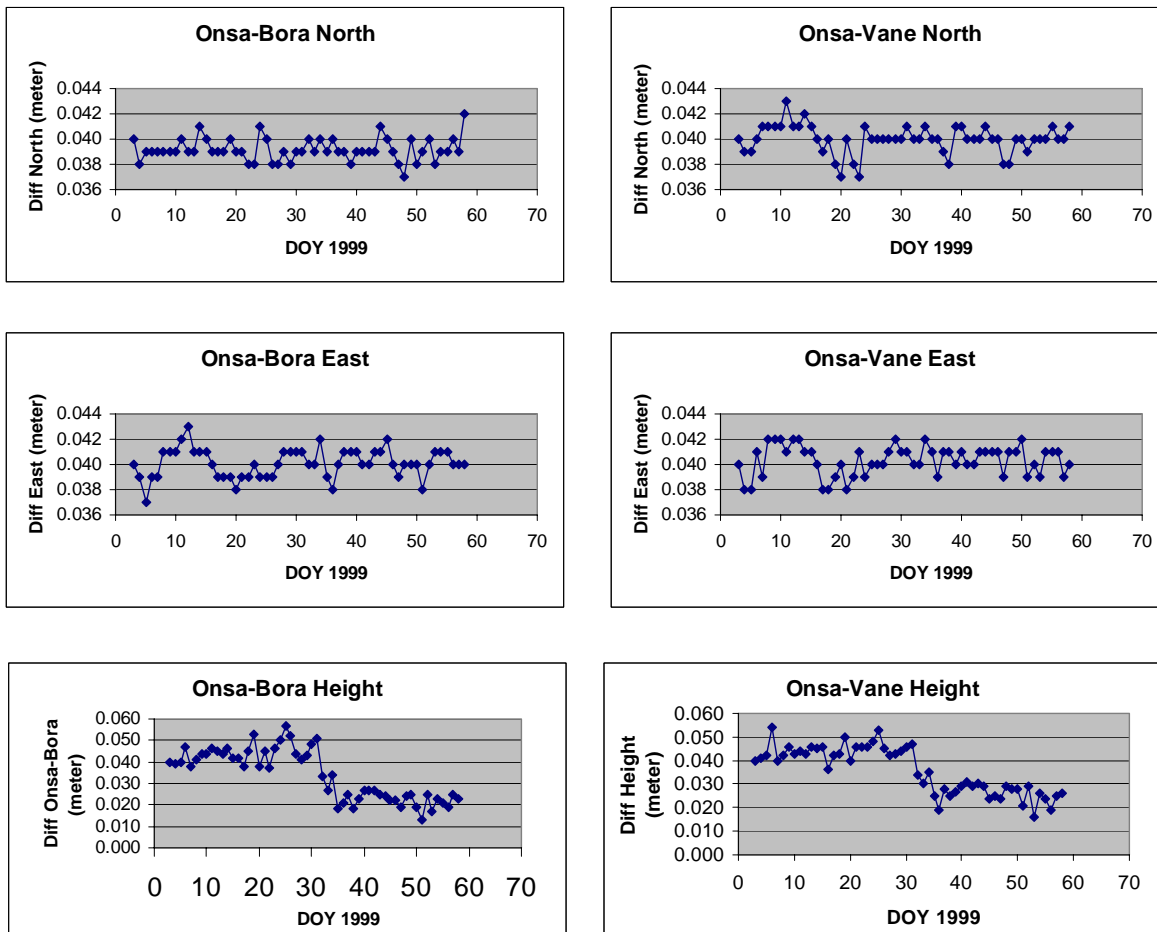 Onsa-Bora North
Diff North (meter)
0.044
0.042
0.040
0.038
0.036
0 10 20 30 40 50 60 70
DOY 1999
Onsa-Vane North
Diff North (meter)
0.044
0.042
0.040
0.038
0.036
0 10 20 30 40 50 60 70
DOY 1999
Onsa-Bora East
Diff East (meter)
0.044
0.042
0.040
0.038
0.036
0 10 20 30 40 50 60 70
DOY 1999
Onsa-Vane East
Diff East (meter)
0.044
0.042
0.040
0.038
0.036
0 10 20 30 40 50 60 70
DOY 1999
Onsa-Bora Height
Diff Onsa-Bora
(meter)
0.060
0.050
0.040
0.030
0.020
0.010
0.000
0 10 20 30 40 50 60 70
DOY 1999
Onsa-Vane Height
Diff Height
(meter)
0.060
0.050
0.040
0.030
0.020
0.010
0.000
0 10 20 30 40 50 60 70
DOY 1999